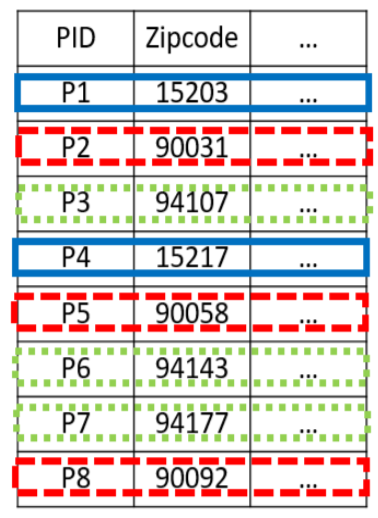 PID Zipcode ...
P1 15203 ...
P2 90031 ...
P3 94107 ...
P4 15217 ...
P5 90058 ...
P6 94143 ...
P7 94177 ...
P8 90092 ...